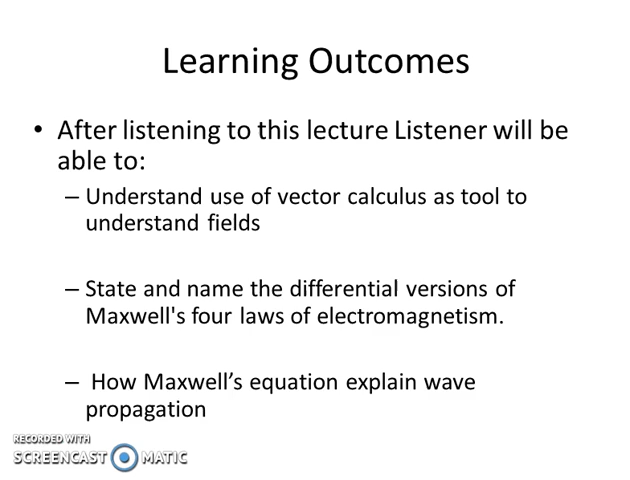 Learning Outcomes
• After listening to this lecture Listener will be
able to:
– Understand use of vector calculus as tool to
understand fields
– State and name the differential versions of
Maxwell's four laws of electromagnetism.
– How Maxwell’s equation explain wave
propagation
RECORDED WITH
SCREENCAST MATIC